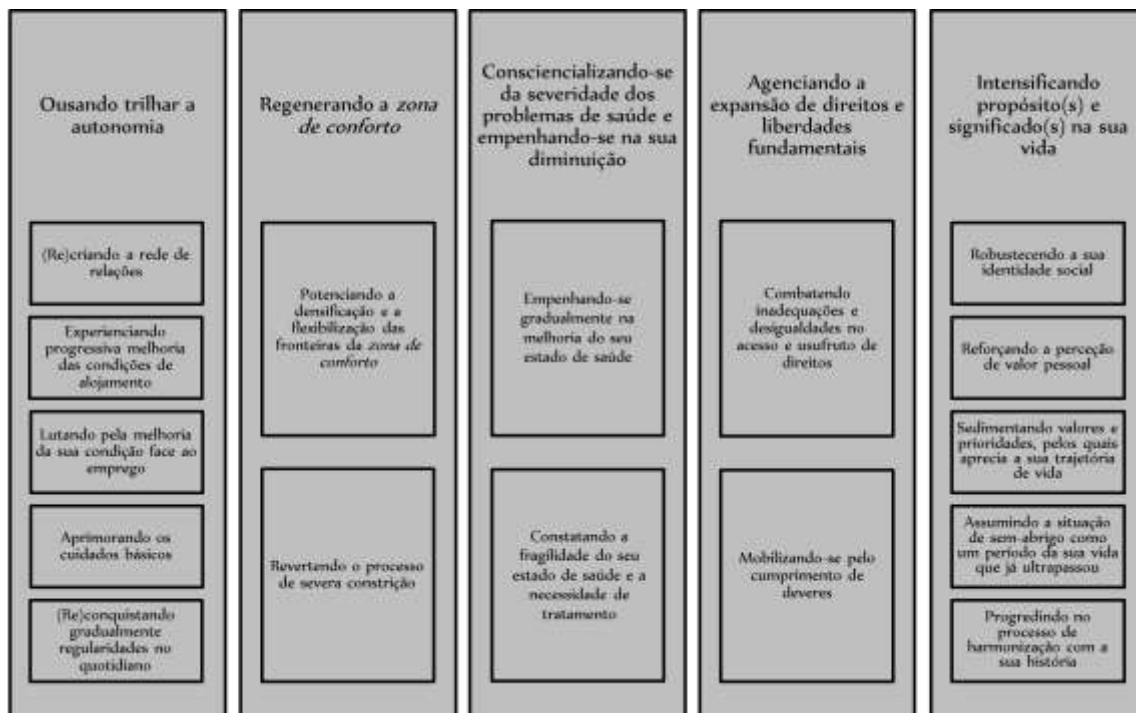 Ousando trilhar a
autonomia
(Re)criando a rede de
relações
Experienciando
progressiva melhoria
das condições de
alojamento
Lutando pela melhoria
da sua condição face ao
emprego
Aprimorando os
cuidados básicos
(Re)conquistando
gradualmente
regularidades no
quotidiano
Regenerando a zona
de conforto
Potenciando a
densificação e a
flexibilização das
fronteiras da zona de
conforto
Revertendo o processo
de severa constrição
Consciencializando-se
da severidade dos
problemas de saúde e
empenhando-se na sua
diminuição
Empenhando-se
gradualmente na
melhoria do seu
estado de saúde
Constatando a
fragilidade do seu
estado de saúde e a
necessidade de
tratamento
Agenciando a
expansão de direitos e
liberdades
fundamentais
Combatendo
inadequações e
desigualdades no
acesso e usufruto de
direitos
Mobilizando-se pelo
cumprimento de
deveres
Intensificando
propósito(s) e
significado(s) na sua
vida
Robustecendo a sua
identidade social
Reforçando a perceção
de valor pessoal
Sedimentando valores e
prioridades, pelos quais
aprecia a sua trajetória
de vida
Assumindo a situação
de sem-abrigo como
um período da sua vida
que já ultrapassou
Progredindo no
processo de
harmonização com a
sua história